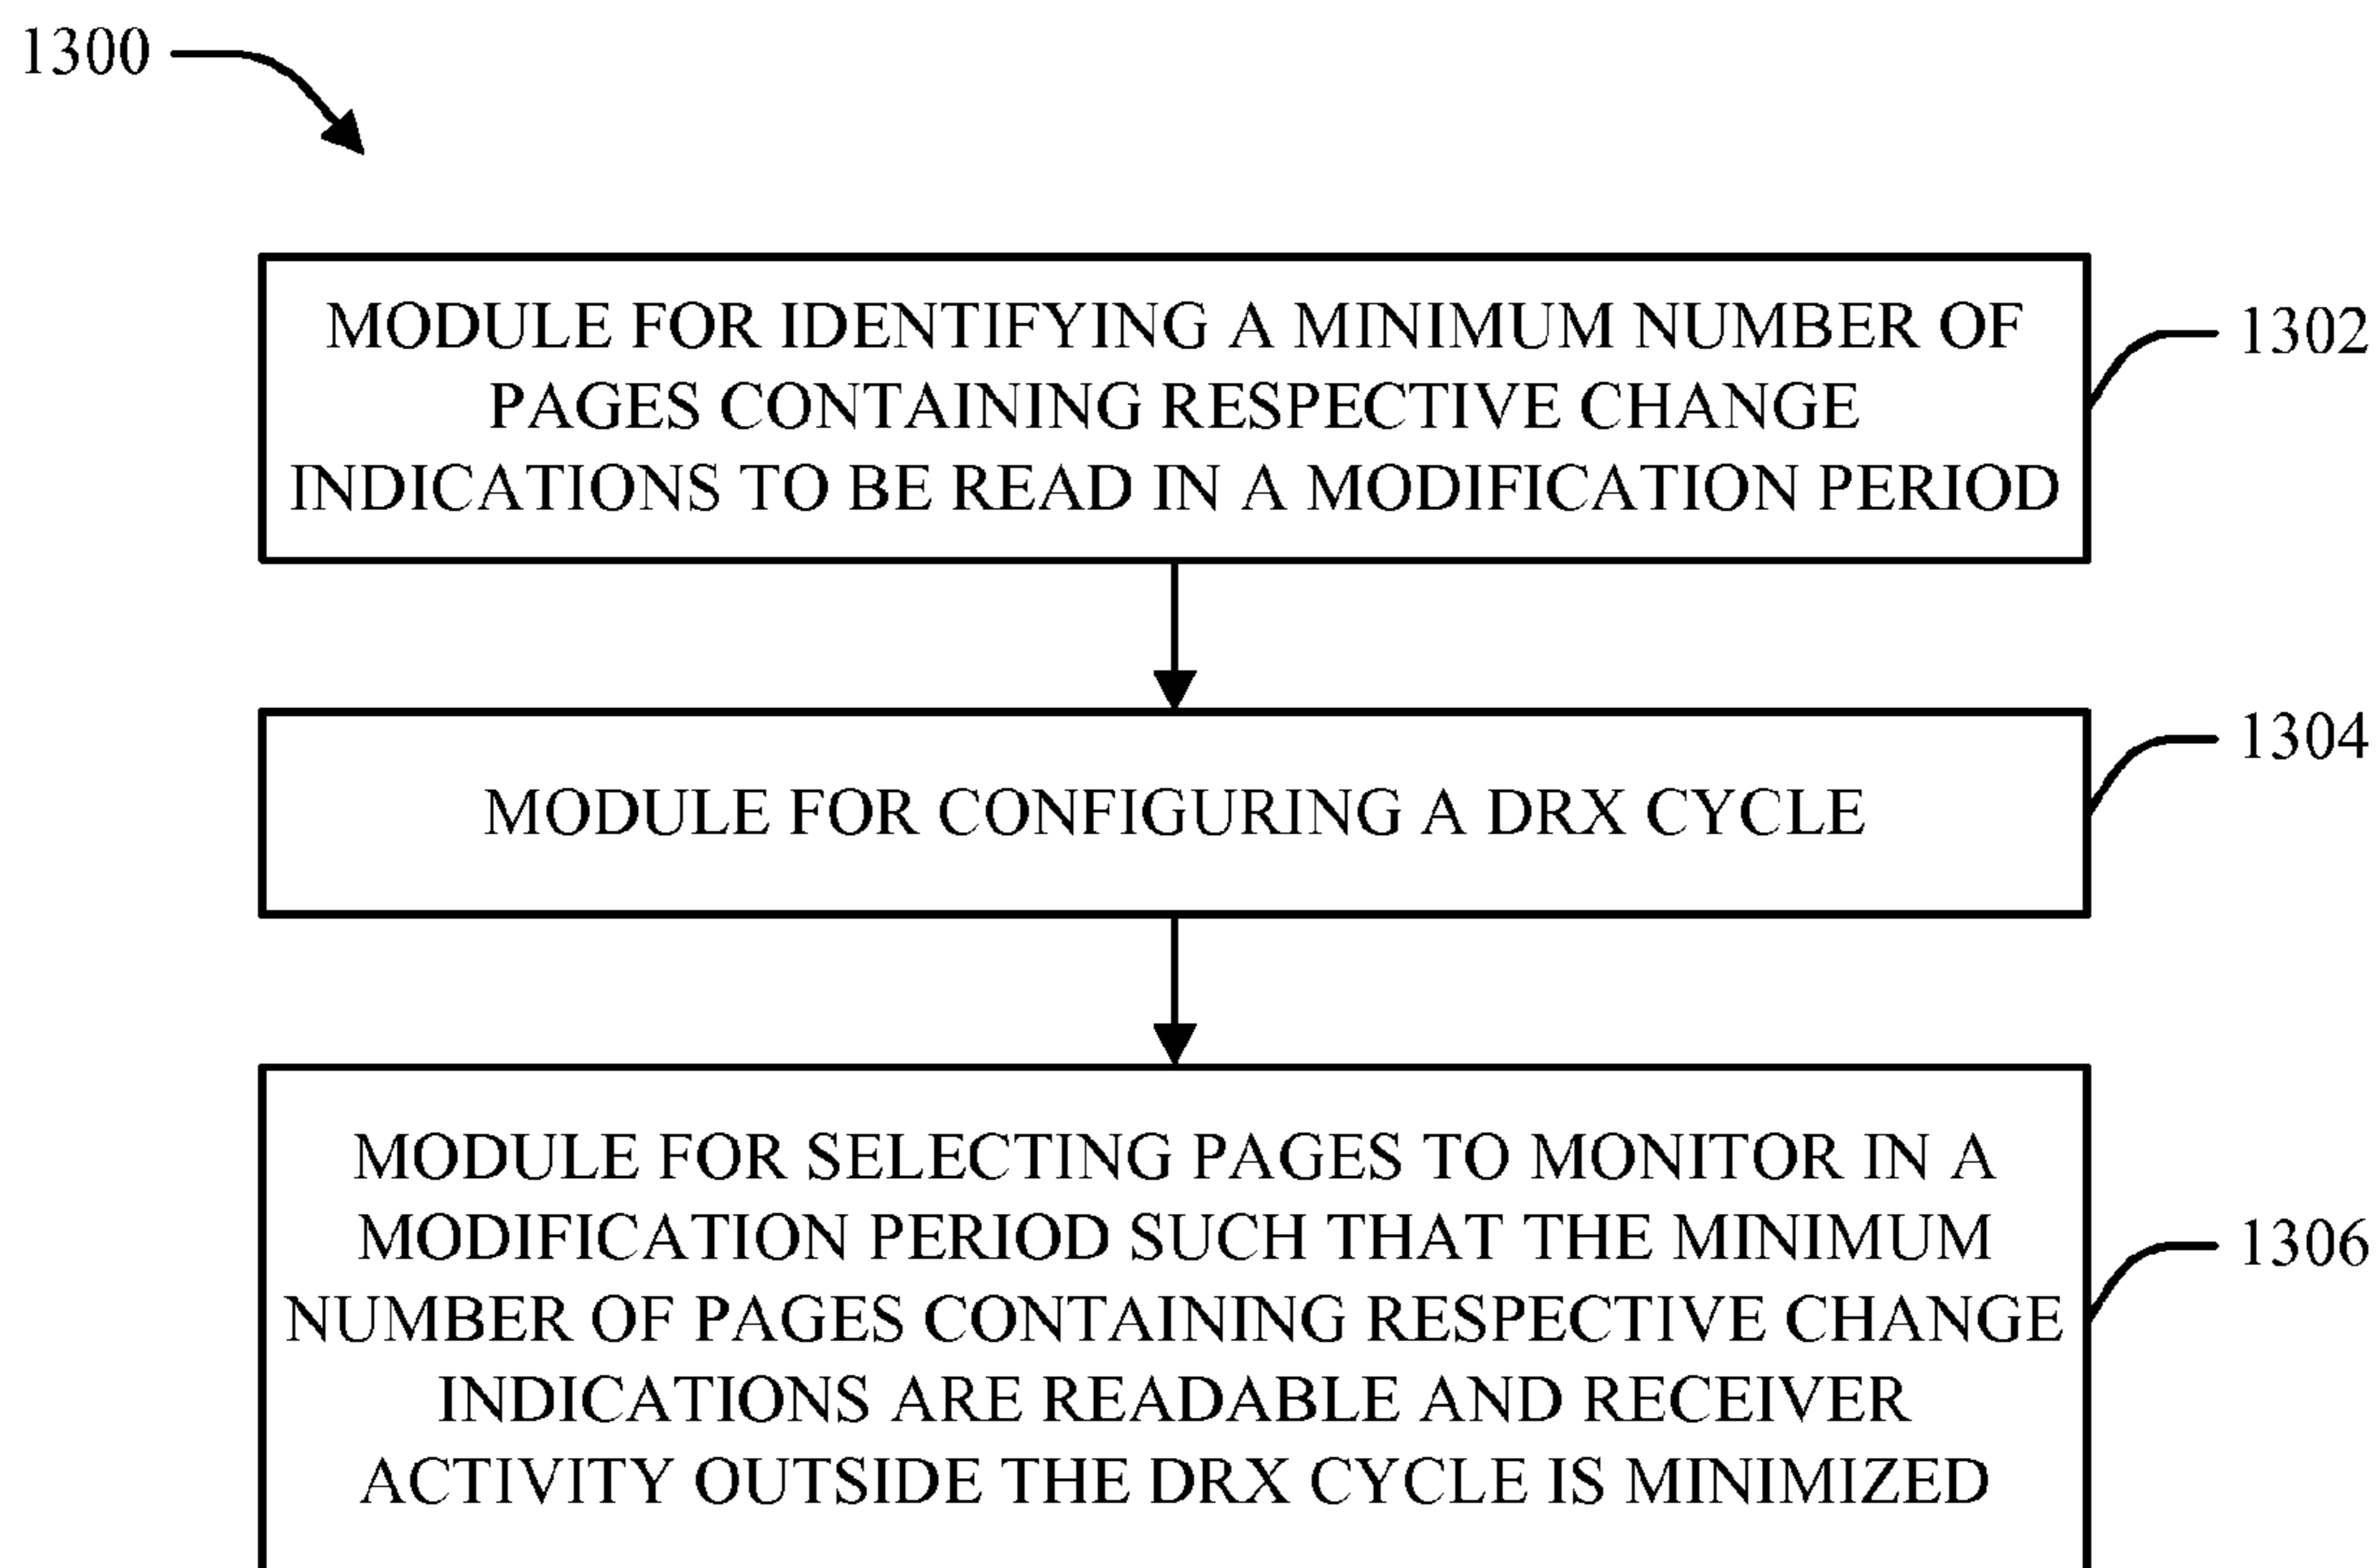 1300
MODULE FOR IDENTIFYING A MINIMUM NUMBER OF
PAGES CONTAINING RESPECTIVE CHANGE
INDICATIONS TO BE READ IN A MODIFICATION PERIOD
1302
MODULE FOR CONFIGURING A DRX CYCLE
1304
MODULE FOR SELECTING PAGES TO MONITOR IN A
MODIFICATION PERIOD SUCH THAT THE MINIMUM
NUMBER OF PAGES CONTAINING RESPECTIVE CHANGE
INDICATIONS ARE READABLE AND RECEIVER
ACTIVITY OUTSIDE THE DRX CYCLE IS MINIMIZED
1306